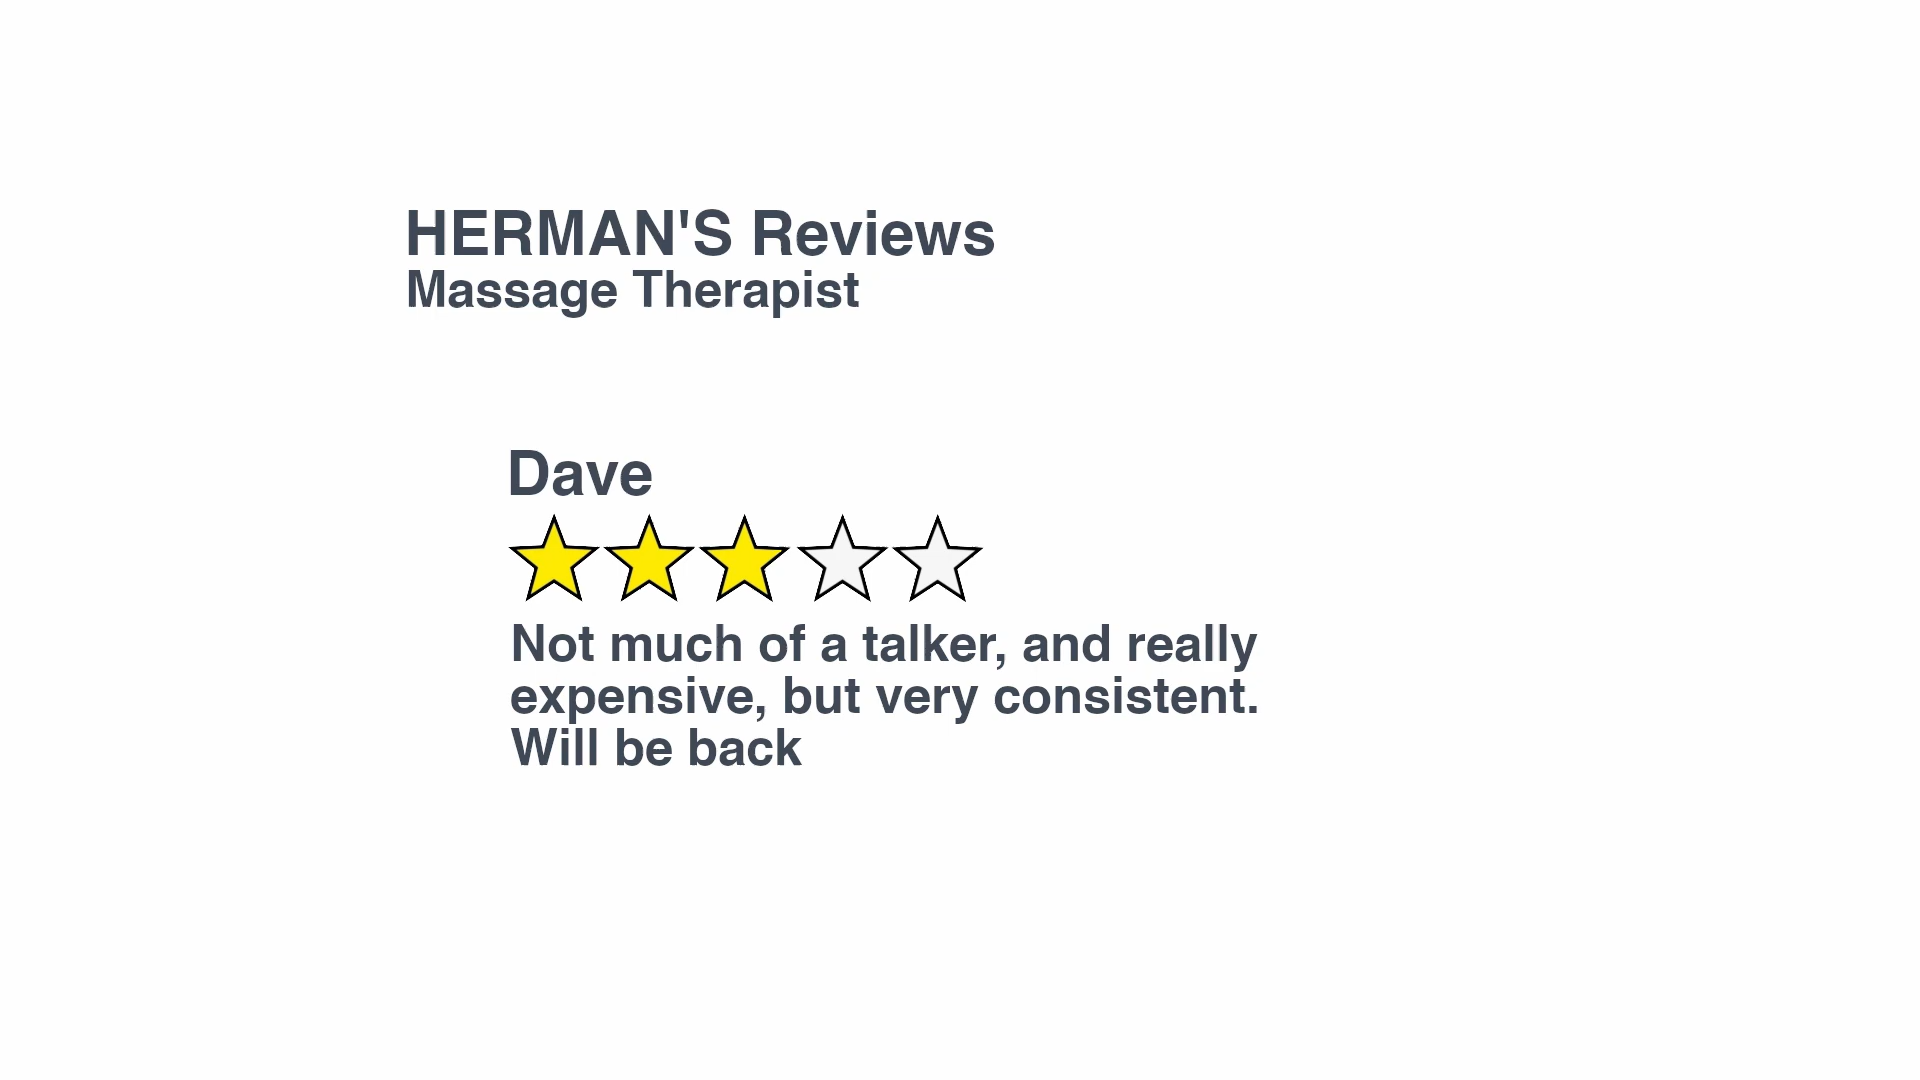 HERMAN'S Reviews
Massage Therapist
Dave
Not much of a talker, and really
expensive, but very consistent.
Will be back